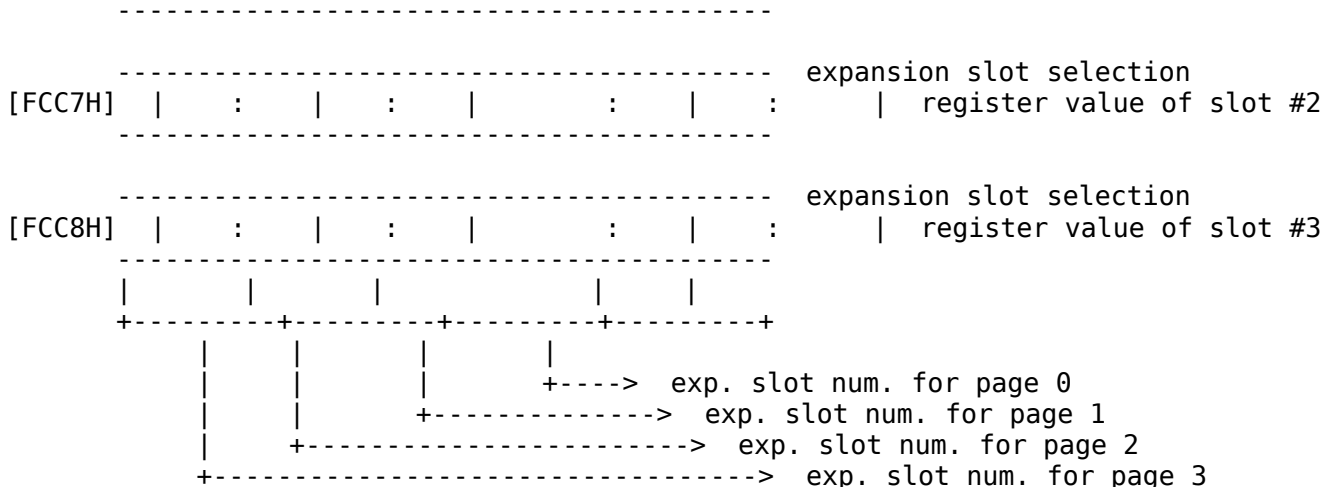 -----------------------------------------
----------------------------------------- expansion slot selection
[FCC7H] | : | : | : | : | register value of slot #2
-----------------------------------------
----------------------------------------- expansion slot selection
[FCC8H] | : | : | : | : | register value of slot #3
-----------------------------------------
| | | | |
+---------+---------+---------+---------+
| | | |
| | | +----> exp. slot num. for page 0
| | +--------------> exp. slot num. for page 1
| +------------------------> exp. slot num. for page 2
+----------------------------------> exp. slot num. for page 3